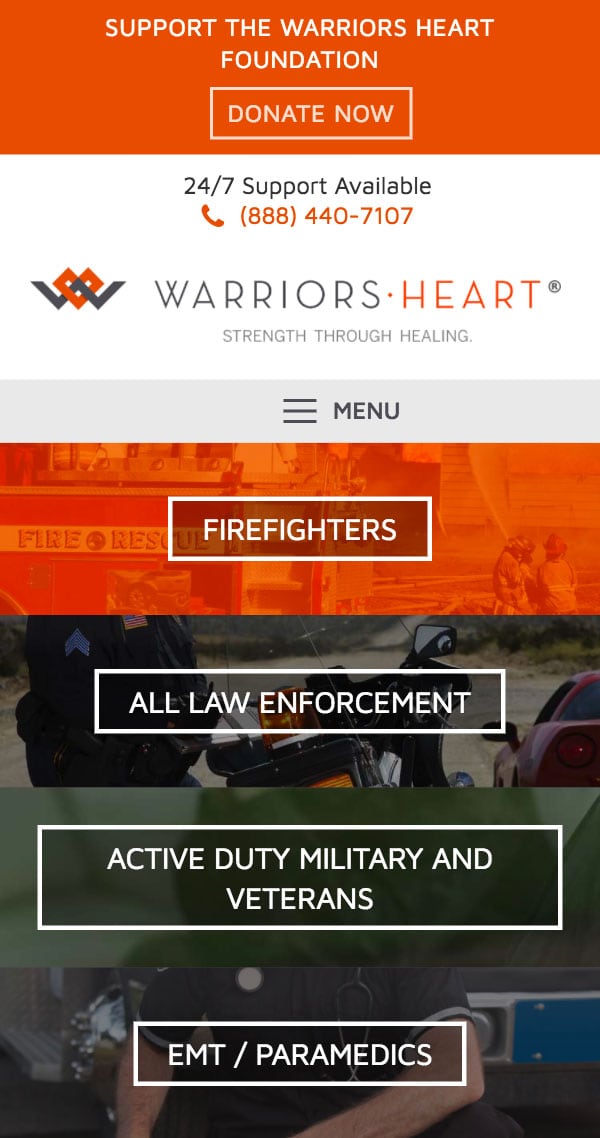 SUPPORT THE WARRIORS HEART
FOUNDATION
DONATE NOW
24/7 Support Available
(888) 440-7107
WARRIORS·HEART®
STRENGTH THROUGH HEALING.
MENU
FIRE RESCUE
FIREFIGHTERS
ALL LAW ENFORCEMENT
ACTIVE DUTY MILITARY AND
VETERANS
EMT / PARAMEDICS